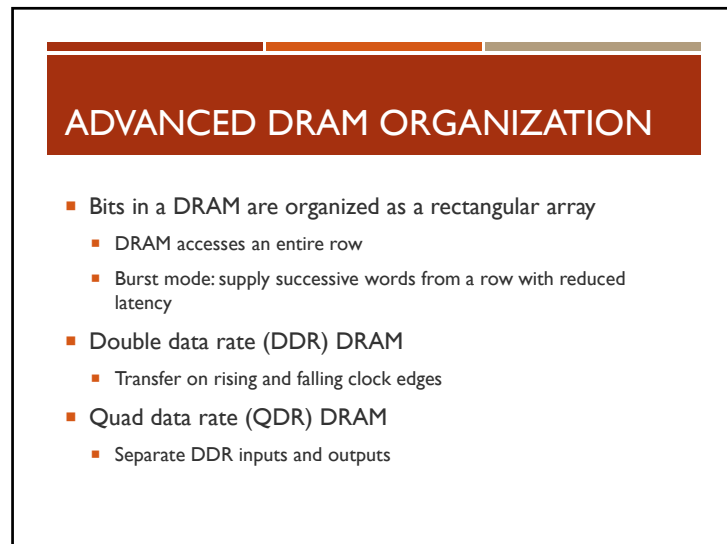 ADVANCED DRAM ORGANIZATION
Bits in a DRAM are organized as a rectangular array
DRAM accesses an entire row
Burst mode: supply successive words from a row with reduced
latency
Double data rate (DDR) DRAM
Transfer on rising and falling clock edges
Quad data rate (QDR) DRAM
Separate DDR inputs and outputs